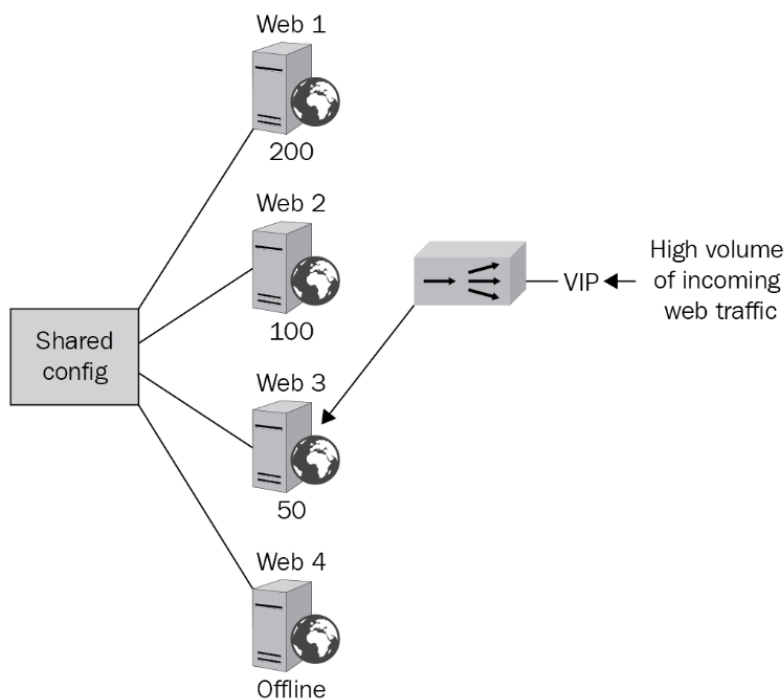 Web 1
200
Web 2
100
Shared
config
VIP
High volume
of incoming
web traffic
Web 3
50
Web 4
Offline